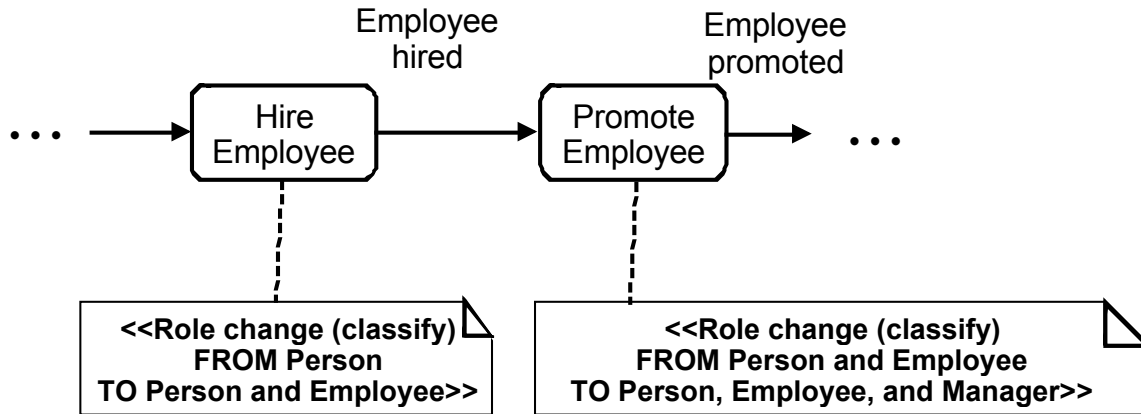 Employee
hired
Employee
promoted
...
Hire
Employee
Promote
Employee
...
<<Role change (classify)
FROM Person
TO Person and Employee>>
<<Role change (classify)
FROM Person and Employee
TO Person, Employee, and Manager>>